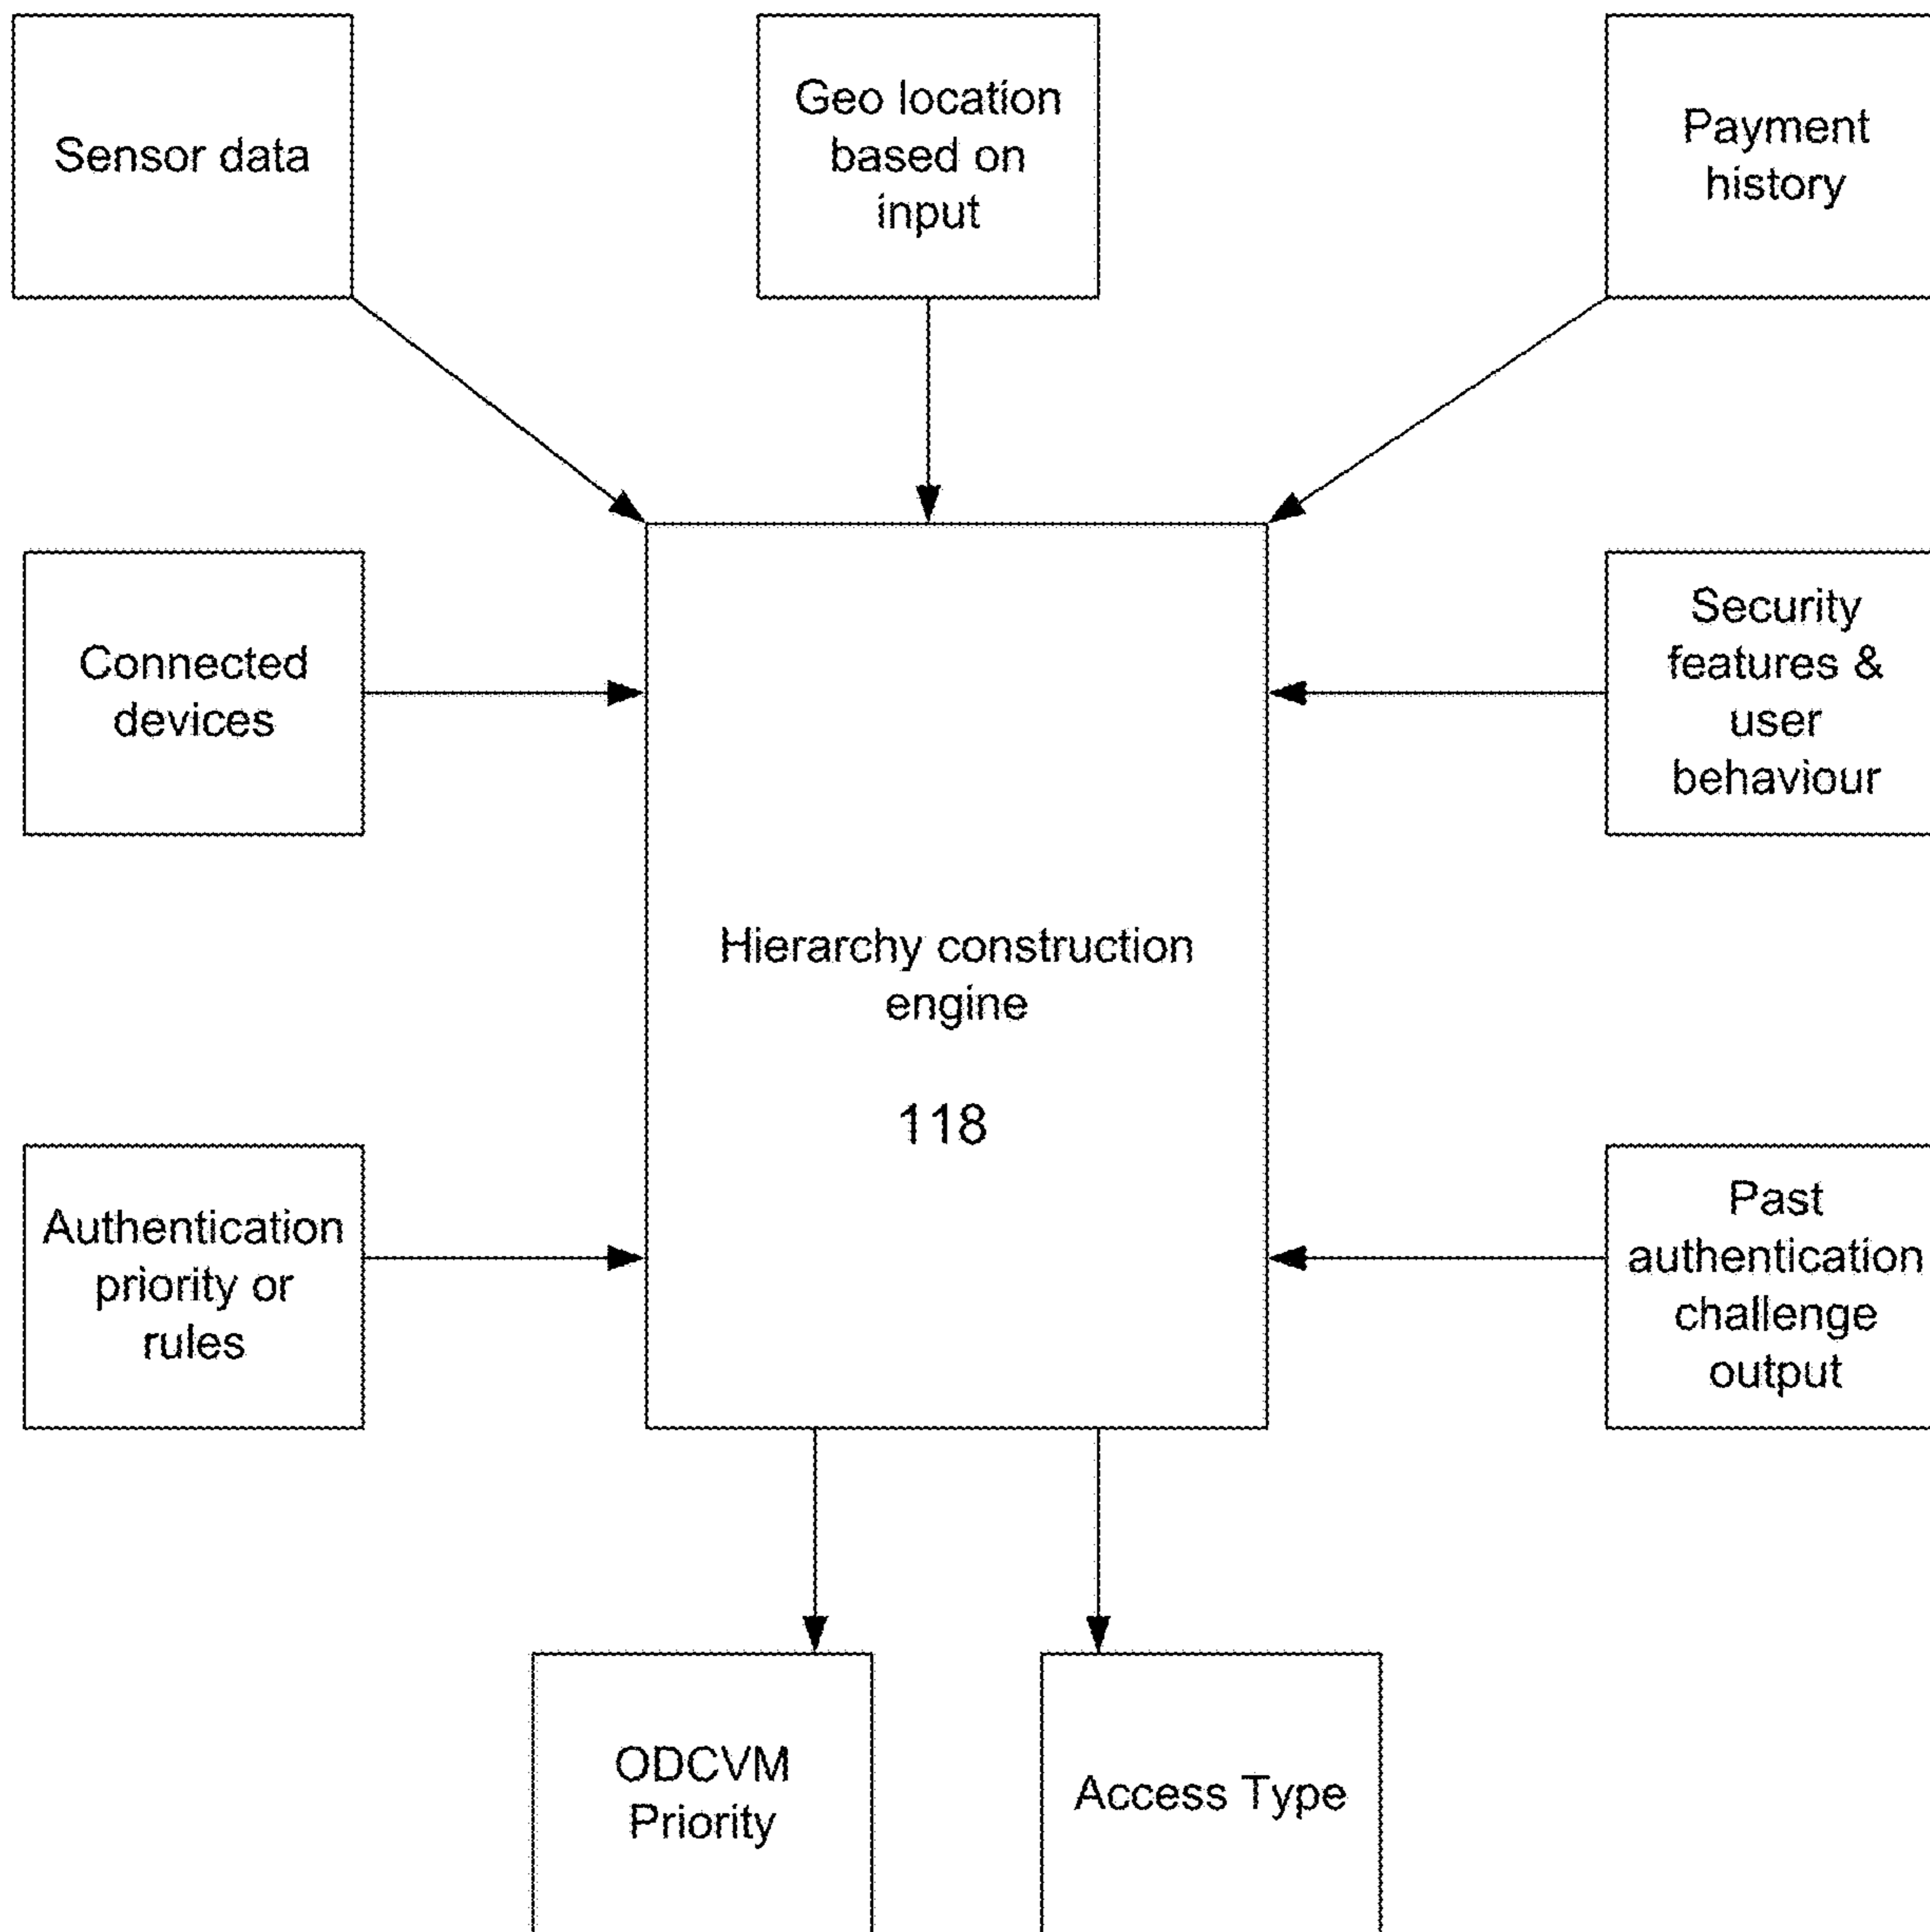 Sensor data
Geo location
based on
input
Payment
history
Connected
devices
Security
features &
user
behaviour
Hierarchy construction
engine
118
Authentication
priority or
rules
Past
authentication
challenge
output
ODCVM
Priority
Access Type